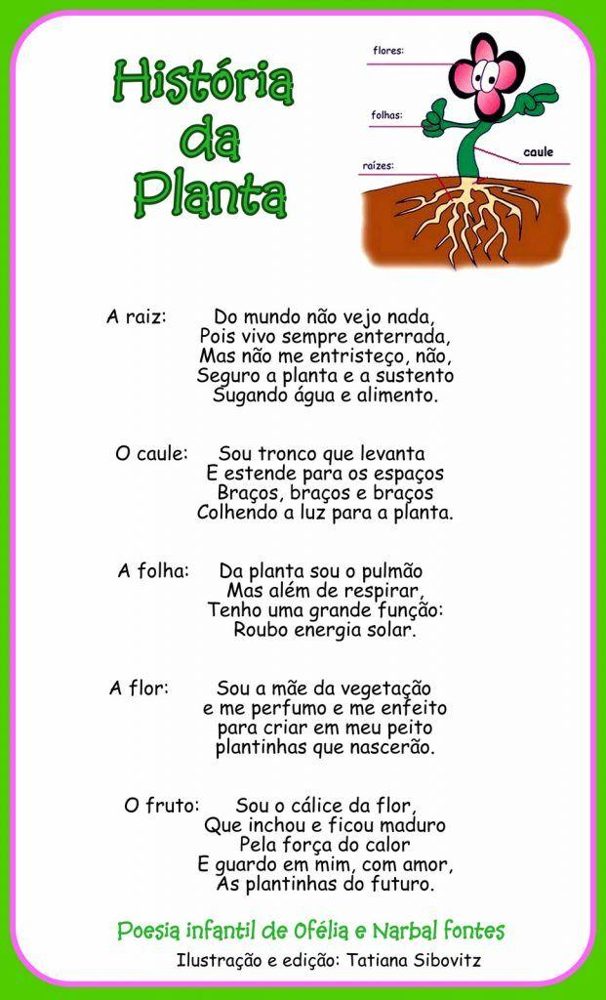 História
da
Planta
flores:
folhas:
caule
raízes:
A raiz: Do mundo não vejo nada,
Pois vivo sempre enterrada,
Mas não me entristeço, não,
Seguro a planta e a sustento
Sugando água e alimento.
O caule: Sou tronco que levanta
E estende para os espaços
Braços, braços e braços
Colhendo a luz para a planta.
A folha: Da planta sou o pulmão
Mas além de respirar,
Tenho uma grande função:
Roubo energia solar.
A flor: Sou a mãe da vegetação
e me perfumo e me enfeito
para criar em meu peito
plantinhas que nascerão.
O fruto: Sou o cálice da flor,
Que inchou e ficou maduro
Pela força do calor
E guardo em mim, com amor,
As plantinhas do futuro.
Poesia infantil de Ofélia e Narbal fontes
Ilustração e edição: Tatiana Sibovitz